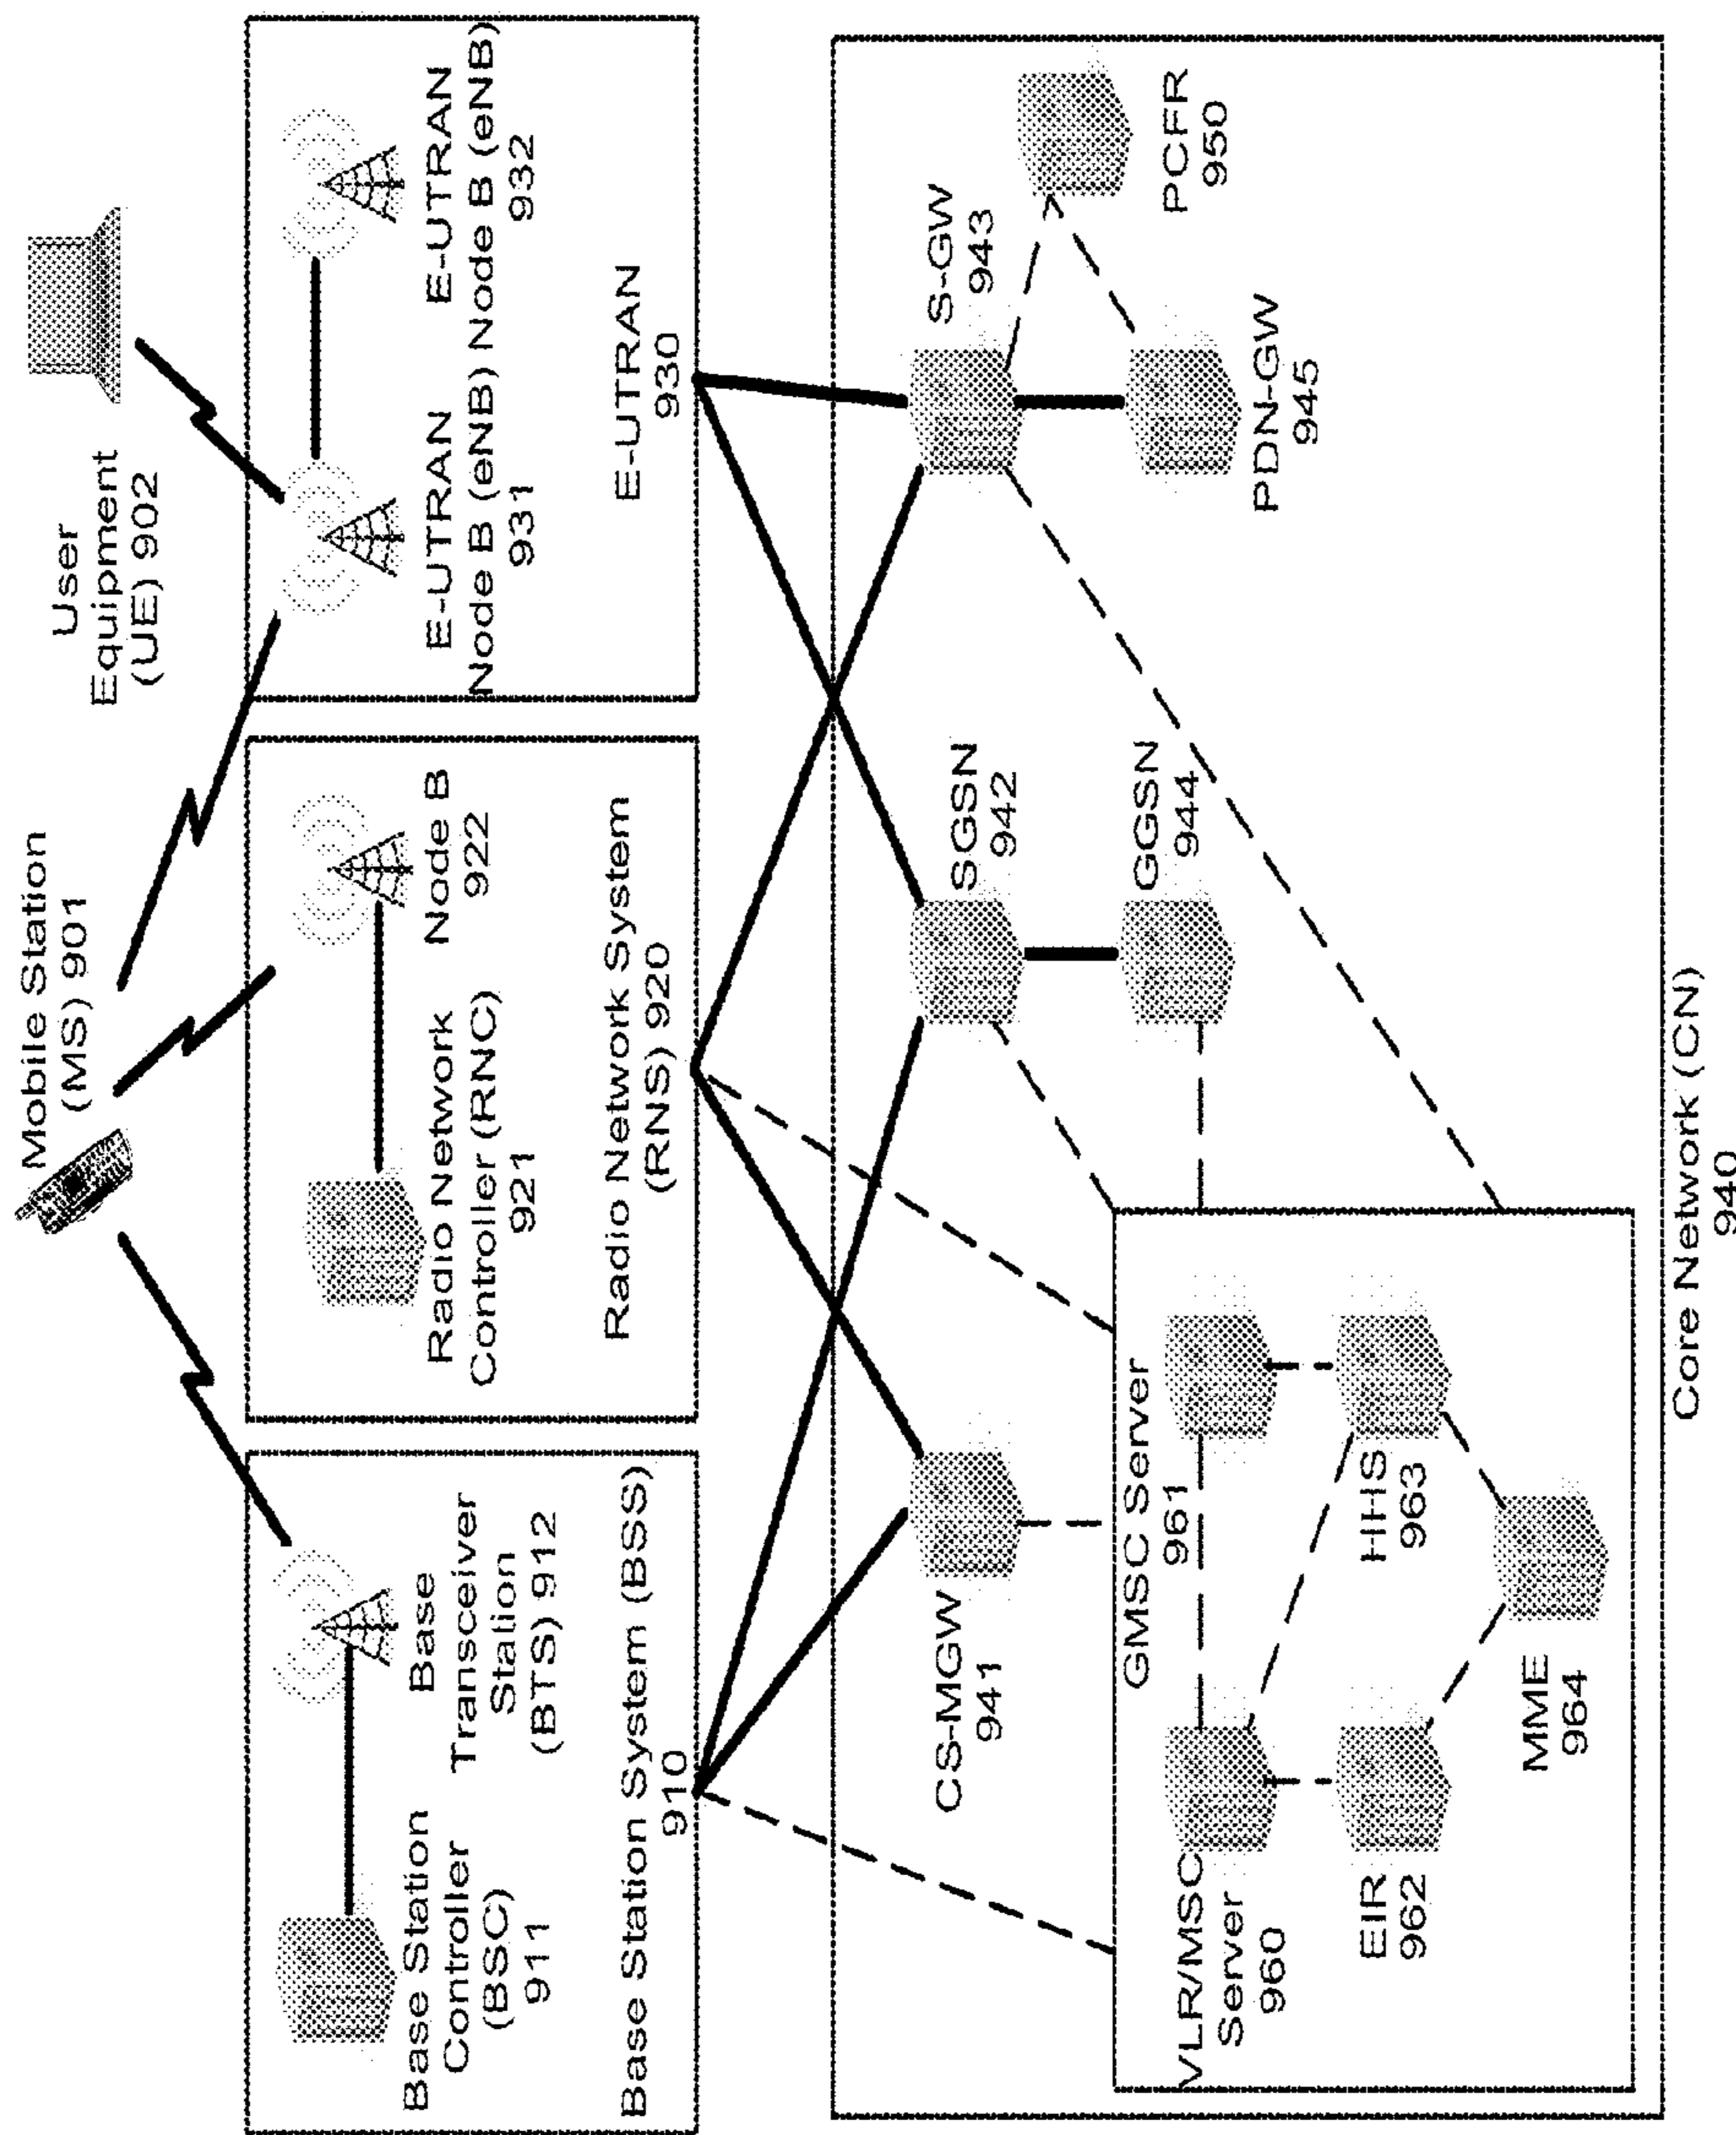 Mobile Station
(MS) 901
User
Equipment
(UE) 902
Base Station
Controller
(BSC)
911
Base
Transceiver
Station
(BTS) 912
Base Station System (BSS)
910
Radio Network
Controller (RNC)
921
Node B
922
Radio Network System
(RNS) 920
E-UTRAN
Node B (eNB)
931
E-UTRAN
Node B (eNB)
932
E-UTRAN
930
CS-MGW
941
SGSN
942
S-GW
943
GGSN
944
PDN-GW
945
PCFR
950
GMSC Server
961
VLR/MSC
Server
960
EIR
962
HHS
963
MME
964
Core Network (CN)
940